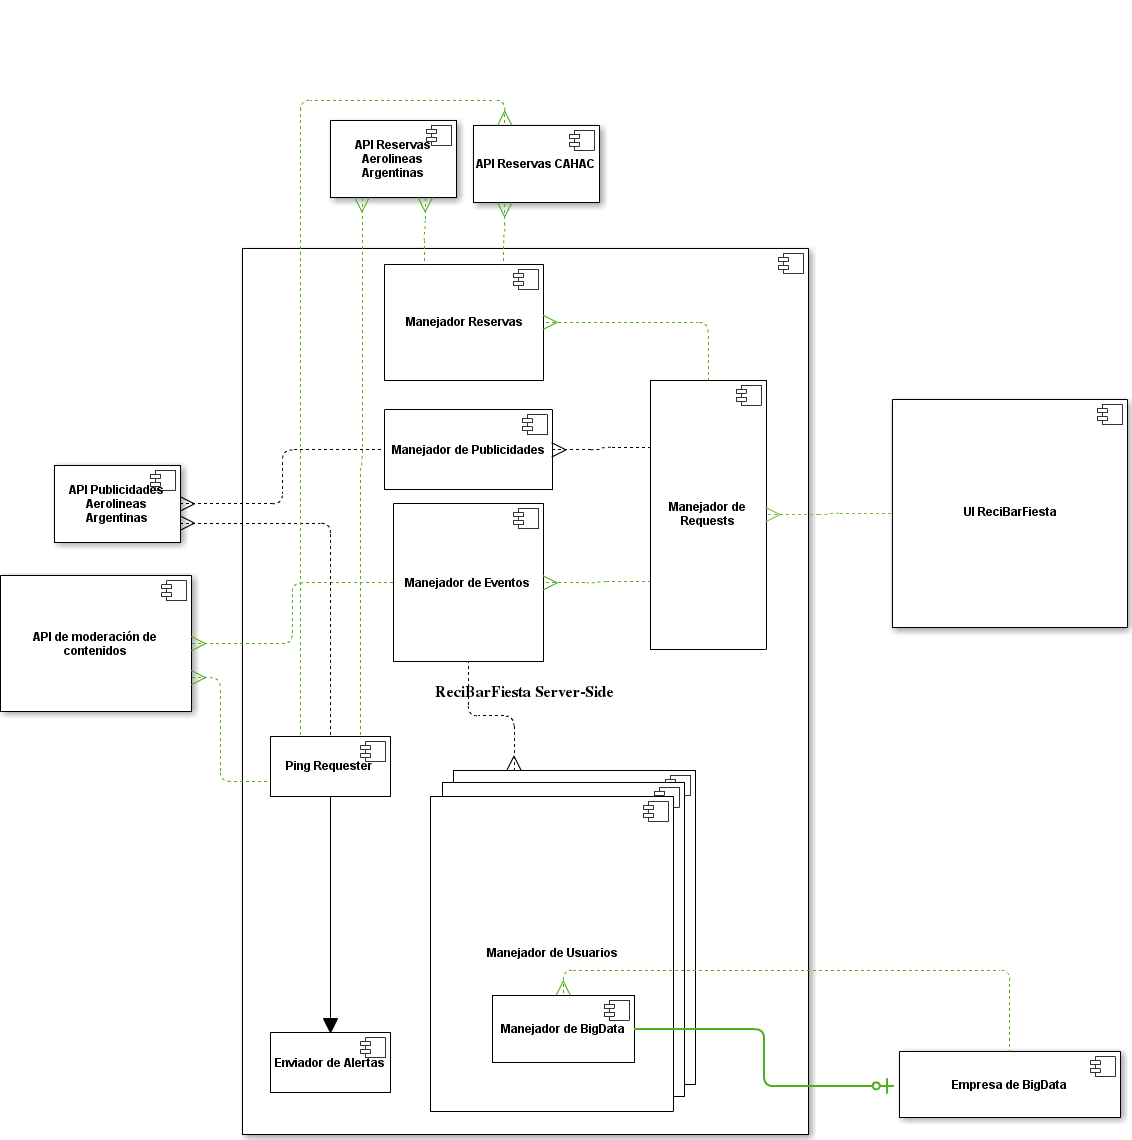 API Reservas
Aerolineas
Argentinas
API Reservas CAHAC
Manejador Reservas
Manejador de Publicidades
API Publicidades
Aerolineas
Argentinas
Manejador de
Requests
UI ReciBarFiesta
Manejador de Eventos
API de moderación de
contenidos
ReciBarFiesta Server-Side
Ping Requester
Manejador de Usuarios
Manejador de BigData
Enviador de Alertas
Empresa de BigData